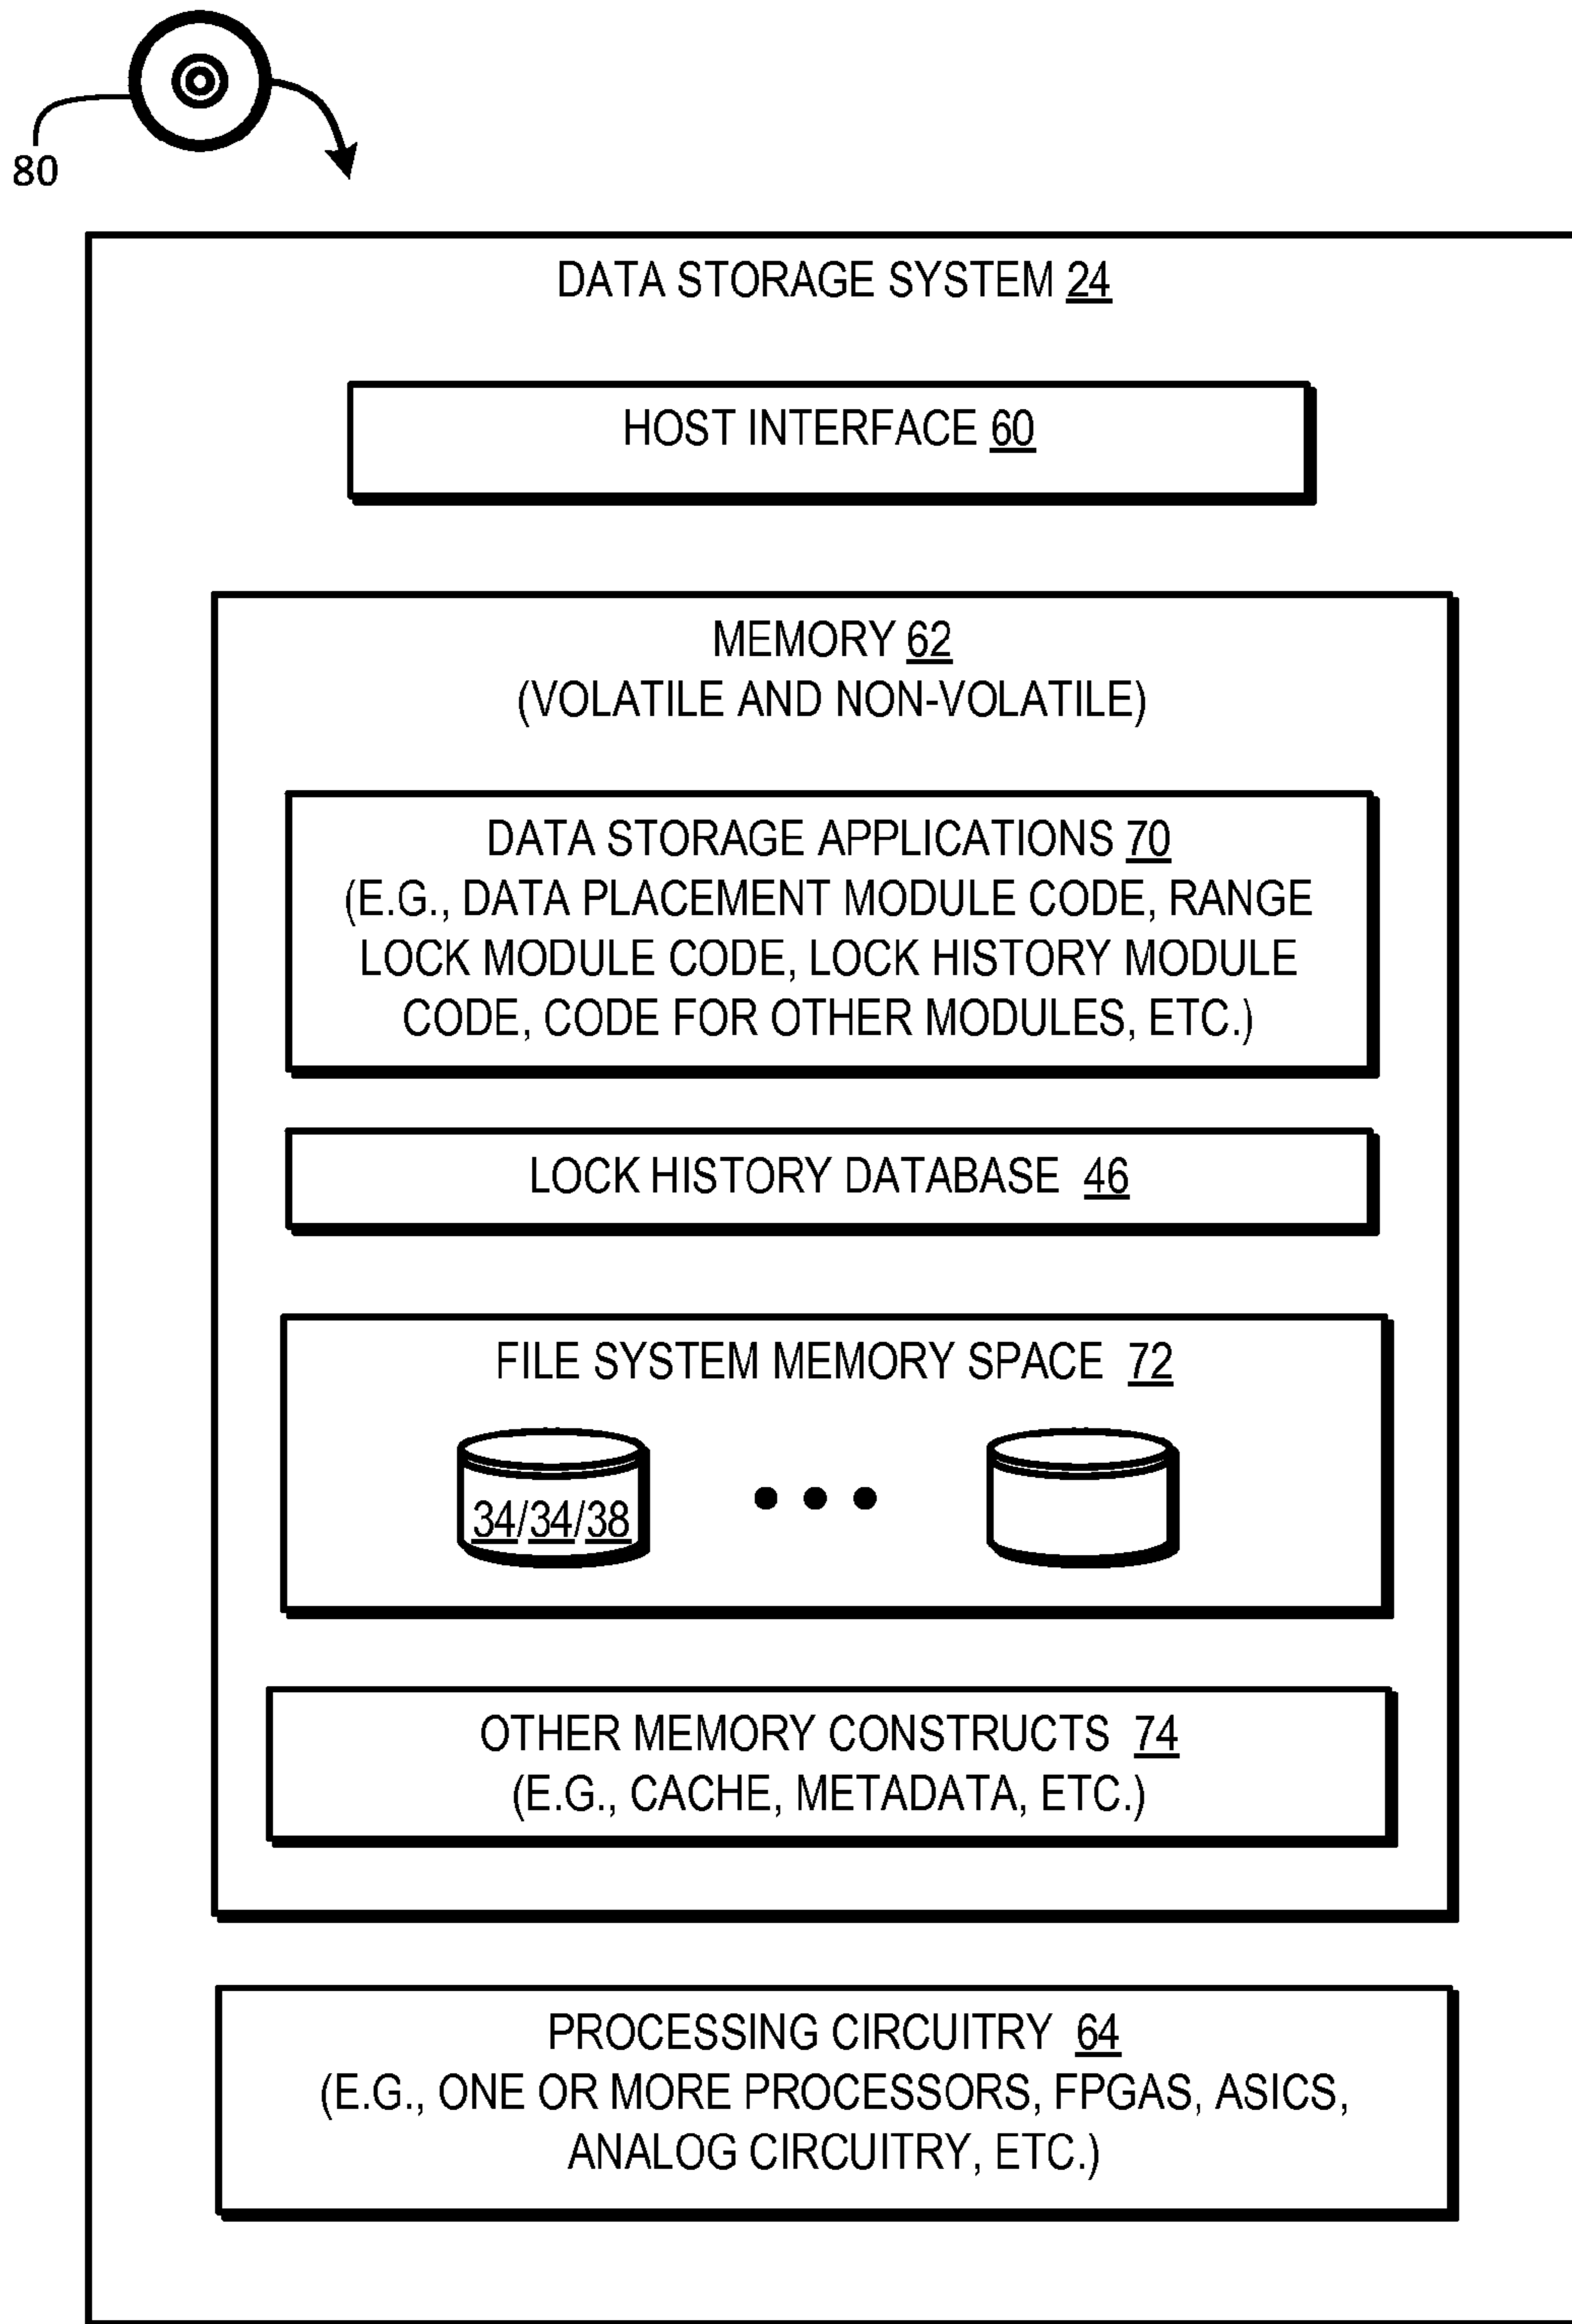 80
DATA STORAGE SYSTEM 24
HOST INTERFACE 60
MEMORY 62
(VOLATILE AND NON-VOLATILE)
DATA STORAGE APPLICATIONS 70
(E.G., DATA PLACEMENT MODULE CODE, RANGE
LOCK MODULE CODE, LOCK HISTORY MODULE
CODE, CODE FOR OTHER MODULES, ETC.)
LOCK HISTORY DATABASE 46
FILE SYSTEM MEMORY SPACE 72
34/34/38
OTHER MEMORY CONSTRUCTS 74
(E.G., CACHE, METADATA, ETC.)
PROCESSING CIRCUITRY 64
(E.G., ONE OR MORE PROCESSORS, FPGAS, ASICS,
ANALOG CIRCUITRY, ETC.)